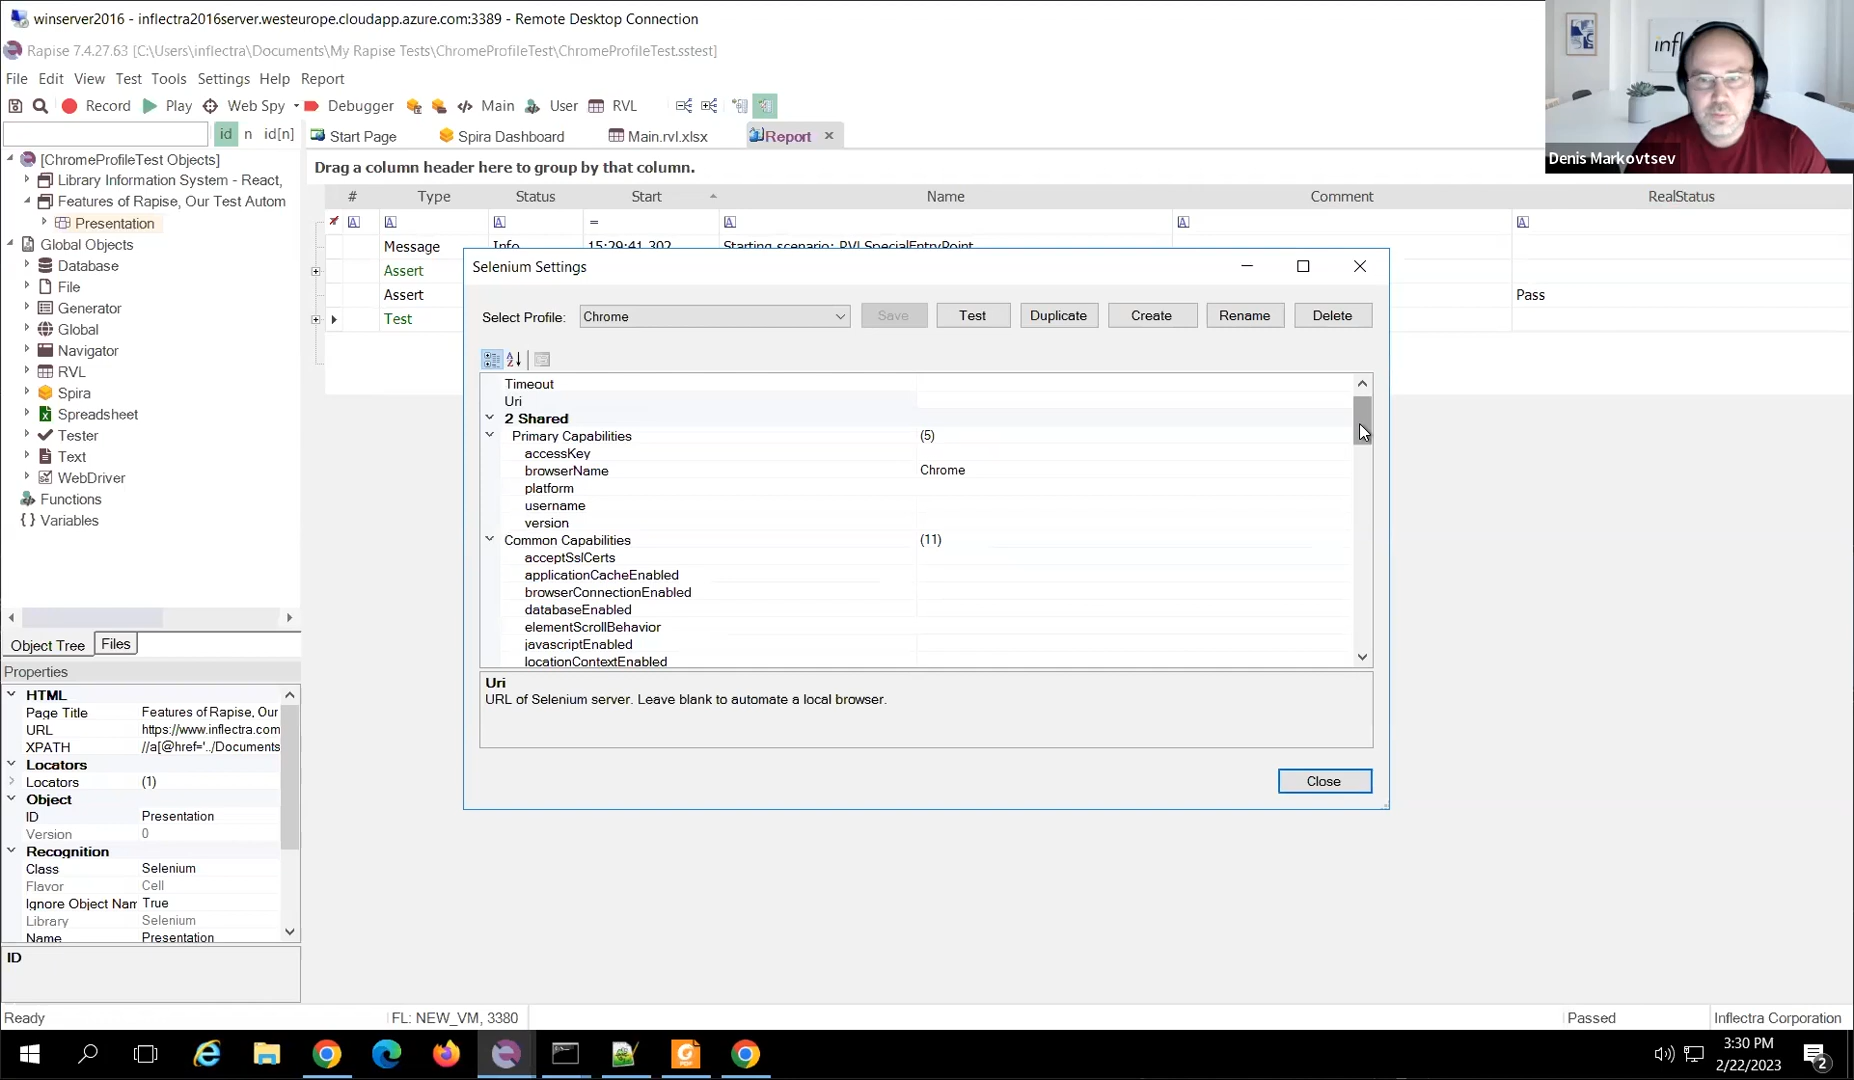 winserver2016 - inflectra2016server.westeurope.cloudapp.azure.com:3389 - Remote Desktop Connection
Rapise 7.4.27.63 [C:\Users\inflectra\Documents\My Rapise Tests\ChromeProfileTest\ChromeProfileTest.sstest]
File Edit View Test Tools Settings Help Report
Record Play Web Spy Debugger Main User RVL
id n id[n] Start Page Spira Dashboard Main.rvl.xlsx Report
Denis Markovtsev
[ChromeProfileTest Objects]
Library Information System - React,
Features of Rapise, Our Test Autom
Presentation
Global Objects
Database
File
Generator
Global
Navigator
RVL
Spira
Spreadsheet
Tester
Text
WebDriver
Functions
Variables
Object Tree Files
Drag a column header here to group by that column.
# Type Status Start Name Comment RealStatus
=
Message Info 15:29:41.302 Starting scenario: RVLSpecialEntryPoint
Assert
Assert Pass
Test
Selenium Settings
Select Profile: Chrome Save Test Duplicate Create Rename Delete
Timeout
Uri
2 Shared
Primary Capabilities (5)
accessKey
browserName Chrome
platform
username
version
Common Capabilities (11)
acceptSslCerts
applicationCacheEnabled
browserConnectionEnabled
databaseEnabled
elementScrollBehavior
javascriptEnabled
locationContextEnabled
Uri
URL of Selenium server. Leave blank to automate a local browser.
Close
Properties
HTML
Page Title Features of Rapise, Our
URL https://www.inflectra.com
XPATH //a[@href='../Documents
Locators
Locators (1)
Object
ID Presentation
Version 0
Recognition
Class Selenium
Flavor Cell
Ignore Object Nam True
Library Selenium
Name Presentation
ID
Ready FL: NEW_VM, 3380 Passed Inflectra Corporation
3:30 PM
2/22/2023
2